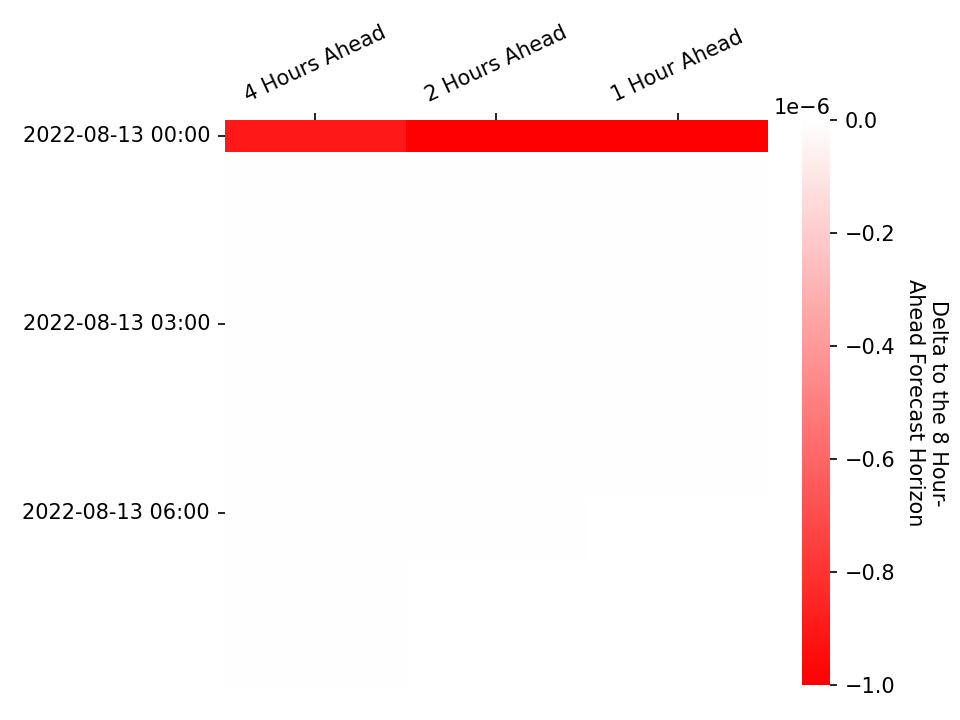 4 Hours Ahead
2 Hours Ahead
1 Hour Ahead
1e−6
2022-08-13 00:00
2022-08-13 03:00
2022-08-13 06:00
0.0
−0.2
−0.4
−0.6
−0.8
−1.0
Delta to the 8 Hour-
Ahead Forecast Horizon